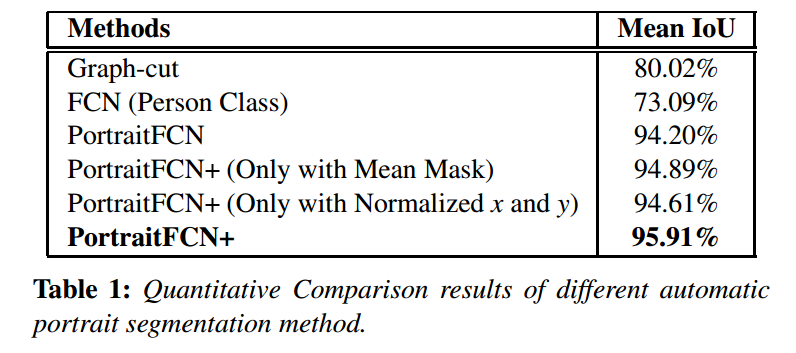 Methods Mean IoU
Graph-cut 80.02%
FCN (Person Class) 73.09%
PortraitFCN 94.20%
PortraitFCN+ (Only with Mean Mask) 94.89%
PortraitFCN+ (Only with Normalized x and y) 94.61%
PortraitFCN+ 95.91%
Table 1: Quantitative Comparison results of different automatic
portrait segmentation method.